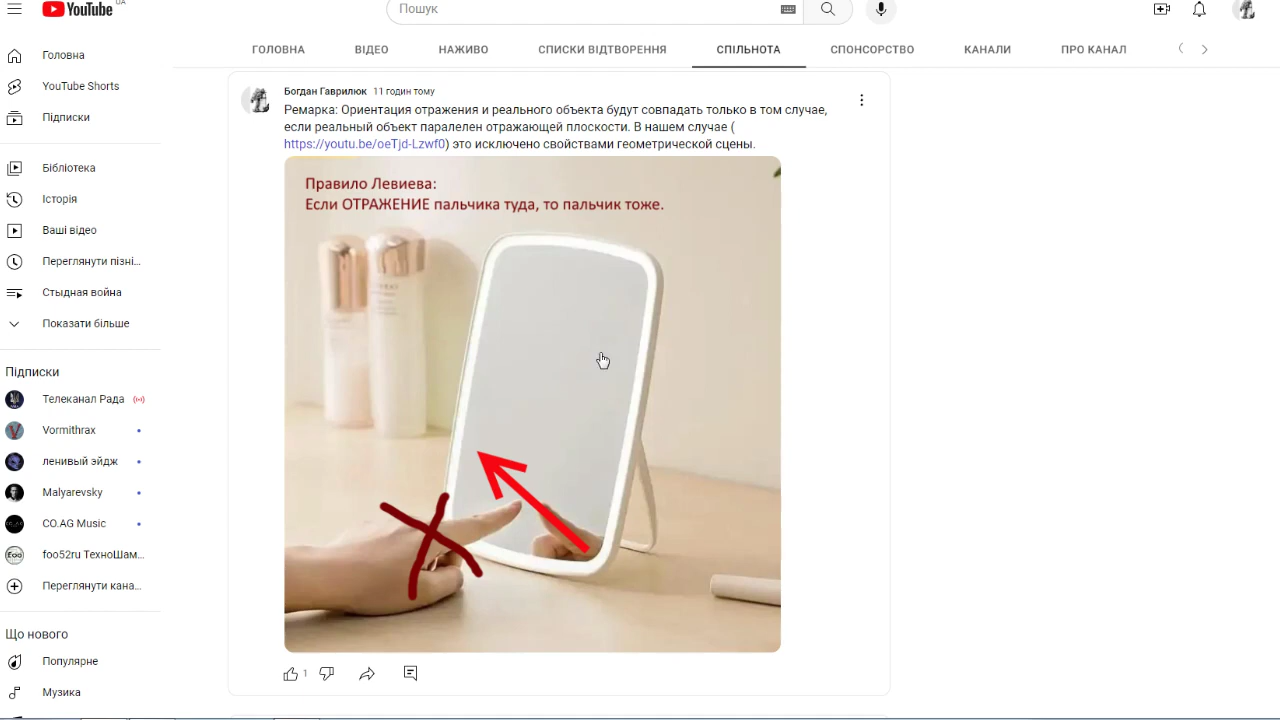 YouTube UA
Пошук
Головна
YouTube Shorts
Підписки
Бібліотека
Історія
Ваші відео
Переглянути пізні...
Стыдная война
Показати більше
Підписки
Телеканал Рада
Vormithrax
ленивый эйдж
Malyarevsky
CO.AG Music
foo52ru ТехноШам...
Переглянути кана...
Що нового
Популярне
Музика
ГОЛОВНА ВІДЕО НАЖИВО СПИСКИ ВІДТВОРЕННЯ СПІЛЬНОТА СПОНСОРСТВО КАНАЛИ ПРО КАНАЛ
Богдан Гаврилюк 11 годин тому
Ремарка: Ориентация отражения и реального объекта будут совпадать только в том случае,
если реальный объект паралелен отражающей плоскости. В нашем случае (
https://youtu.be/oeTjd-Lzwf0) это исключено свойствами геометрической сцены.
Правило Левиева:
Если ОТРАЖЕНИЕ пальчика туда, то пальчик тоже.
1